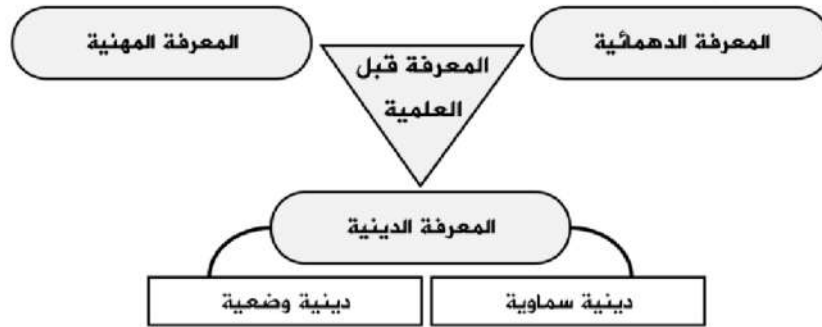 المعرفة الدهمائية
المعرفة المهنية
المعرفة قبل
العلمية
المعرفة الدينية
دينية سماوية
دينية وضعية